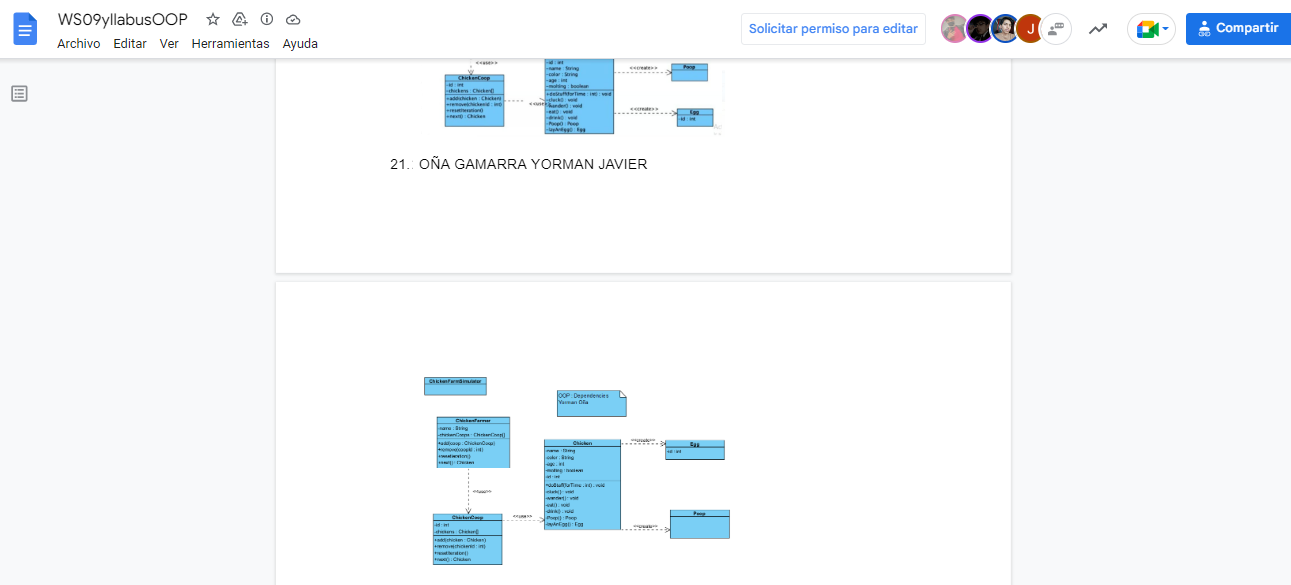 WS09yllabusOOP
Archivo Editar Ver Herramientas Ayuda
Solicitar permiso para editar
J
Compartir
<<use>>
ChickenCoop
-id : int
-chickens : Chicken[]
+add(chicken : Chicken)
+remove(chickenId : int)
+resetIteration()
+next() : Chicken
<<use>>
-id : int
-name : String
-color : String
-age : int
-molting : boolean
+doStuff(forTime : int) : void
-cluck() : void
-wander() : void
-eat() : void
-drink() : void
-Poop() : Poop
-layAnEgg() : Egg
<<create>>
Poop
<<create>>
Egg
-id : int
21. OÑA GAMARRA YORMAN JAVIER
ChickenFarmSimulator
OOP : Dependencies
Yorman Oña
ChickenFarmer
-name : String
-chickenCoops : ChickenCoop[]
+add(coop : ChickenCoop)
+remove(coopId : int)
+resetIteration()
+next() : Chicken
<<use>>
ChickenCoop
-id : int
-chickens : Chicken[]
+add(chicken : Chicken)
+remove(chickenId : int)
+resetIteration()
+next() : Chicken
<<use>>
Chicken
-name : String
-color : String
-age : int
-molting : boolean
-id : int
+doStuff(forTime : int) : void
-cluck() : void
-wander() : void
-eat() : void
-drink() : void
-Poop() : Poop
-layAnEgg() : Egg
<<create>>
Egg
-id : int
<<create>>
Poop